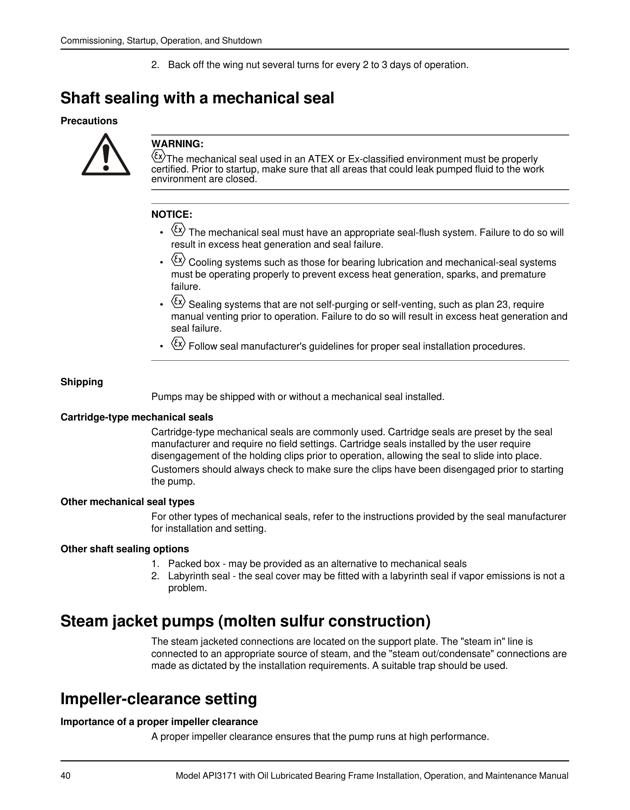 Commissioning, Startup, Operation, and Shutdown
2. Back off the wing nut several turns for every 2 to 3 days of operation.
Shaft sealing with a mechanical seal
Precautions
WARNING:
Ex The mechanical seal used in an ATEX or Ex-classified environment must be properly
certified. Prior to startup, make sure that all areas that could leak pumped fluid to the work
environment are closed.
NOTICE:
• Ex The mechanical seal must have an appropriate seal-flush system. Failure to do so will
result in excess heat generation and seal failure.
• Ex Cooling systems such as those for bearing lubrication and mechanical-seal systems
must be operating properly to prevent excess heat generation, sparks, and premature
failure.
• Ex Sealing systems that are not self-purging or self-venting, such as plan 23, require
manual venting prior to operation. Failure to do so will result in excess heat generation and
seal failure.
• Ex Follow seal manufacturer's guidelines for proper seal installation procedures.
Shipping
Pumps may be shipped with or without a mechanical seal installed.
Cartridge-type mechanical seals
Cartridge-type mechanical seals are commonly used. Cartridge seals are preset by the seal
manufacturer and require no field settings. Cartridge seals installed by the user require
disengagement of the holding clips prior to operation, allowing the seal to slide into place.
Customers should always check to make sure the clips have been disengaged prior to starting
the pump.
Other mechanical seal types
For other types of mechanical seals, refer to the instructions provided by the seal manufacturer
for installation and setting.
Other shaft sealing options
1. Packed box - may be provided as an alternative to mechanical seals
2. Labyrinth seal - the seal cover may be fitted with a labyrinth seal if vapor emissions is not a
problem.
Steam jacket pumps (molten sulfur construction)
The steam jacketed connections are located on the support plate. The "steam in" line is
connected to an appropriate source of steam, and the "steam out/condensate" connections are
made as dictated by the installation requirements. A suitable trap should be used.
Impeller-clearance setting
Importance of a proper impeller clearance
A proper impeller clearance ensures that the pump runs at high performance.
40 Model API3171 with Oil Lubricated Bearing Frame Installation, Operation, and Maintenance Manual